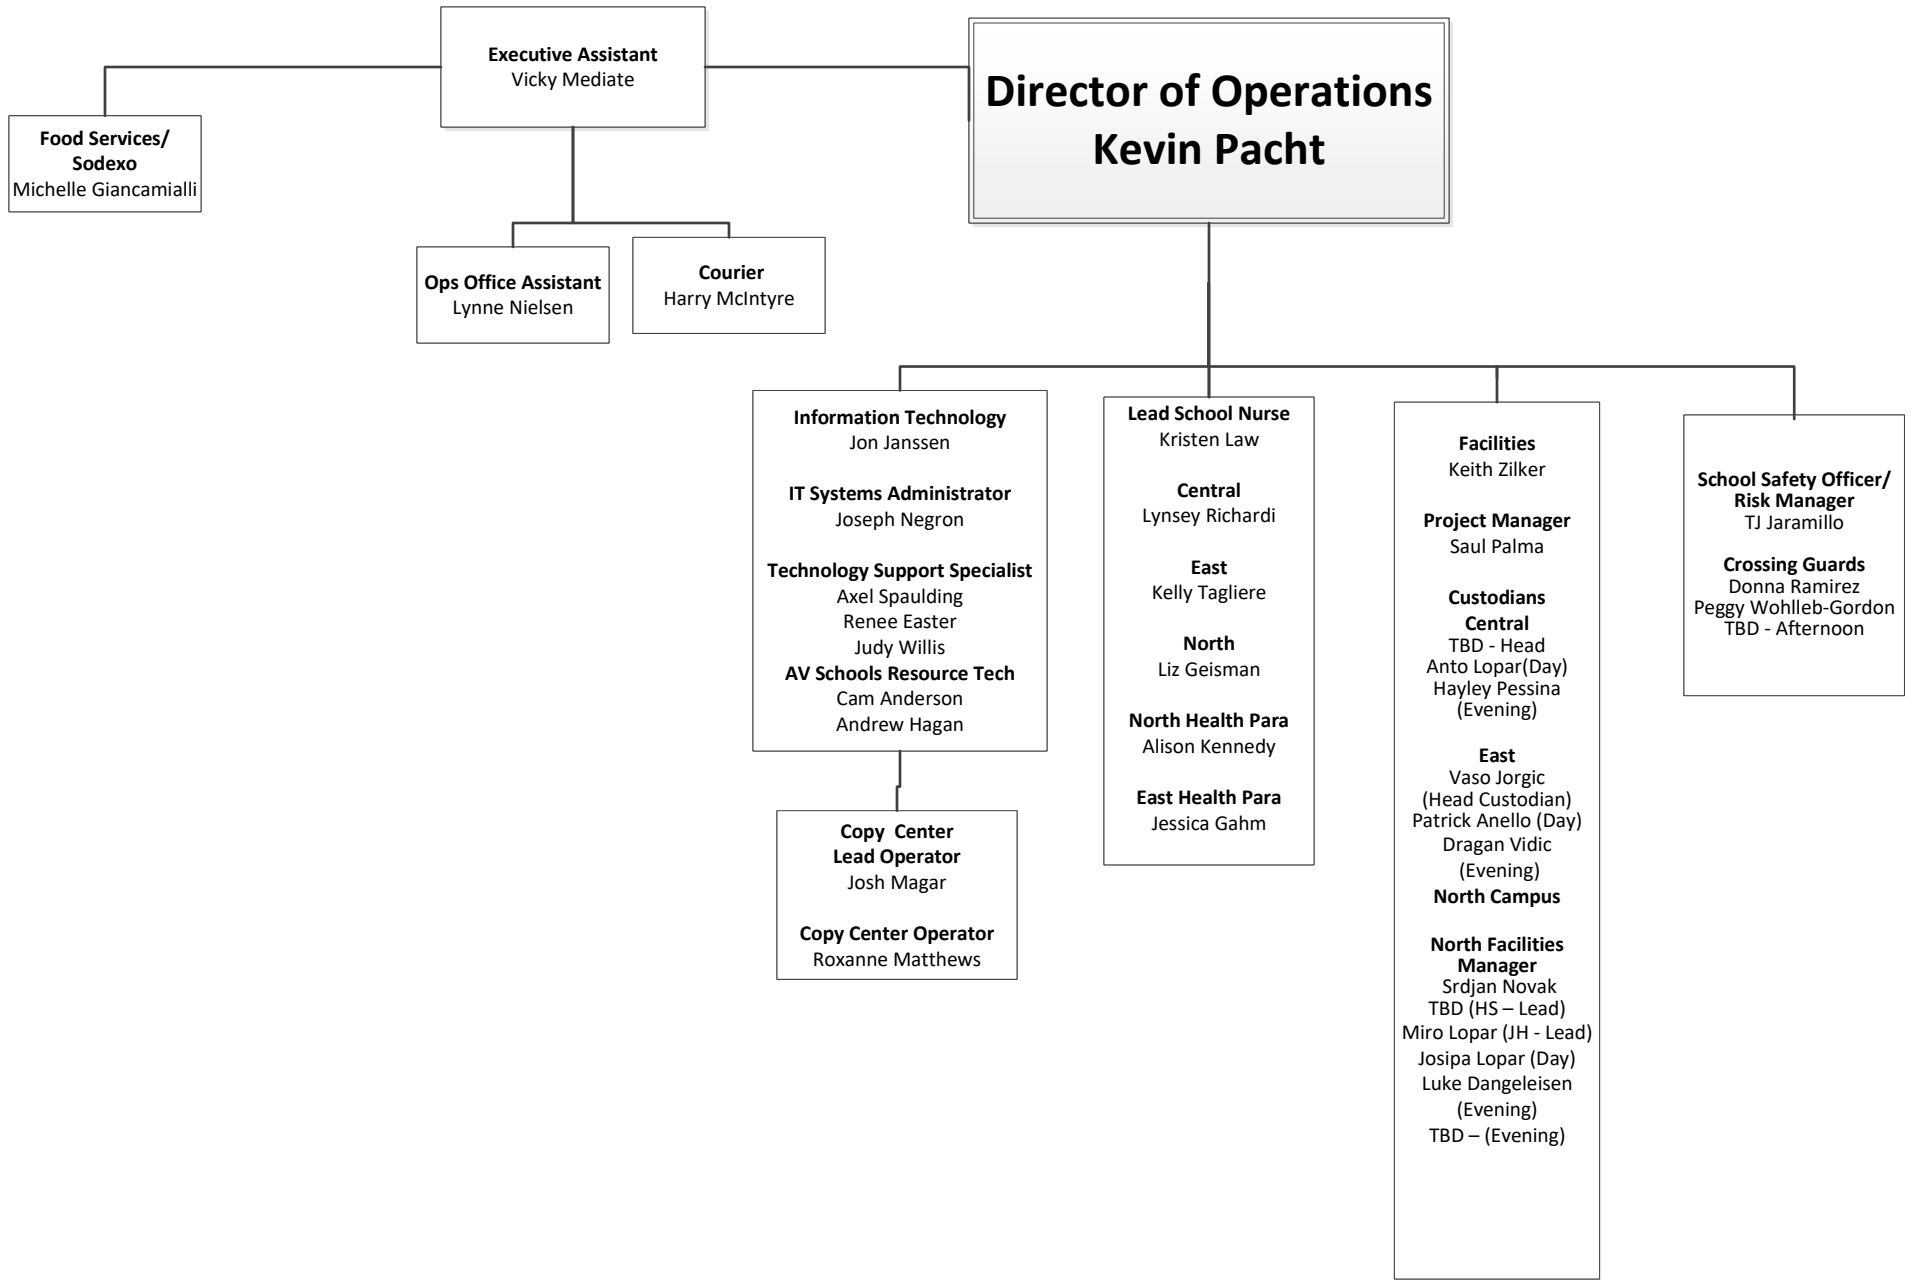 Executive Assistant
Vicky Mediate
Director of Operations
Kevin Pacht
Food Services/
Sodexo
Michelle Giancamialli
Ops Office Assistant
Lynne Nielsen
Courier
Harry McIntyre
Information Technology
Jon Janssen
IT Systems Administrator
Joseph Negron
Technology Support Specialist
Axel Spaulding
Renee Easter
Judy Willis
AV Schools Resource Tech
Cam Anderson
Andrew Hagan
Copy  Center
Lead Operator
Josh Magar
Copy Center Operator
Roxanne Matthews
Lead School Nurse
Kristen Law
Central
Lynsey Richardi
East
Kelly Tagliere
North
Liz Geisman
North Health Para
Alison Kennedy
East Health Para
Jessica Gahm
Facilities
Keith Zilker
Project Manager
Saul Palma
Custodians
Central
TBD - Head
Anto Lopar(Day)
Hayley Pessina
(Evening)
East
Vaso Jorgic
(Head Custodian)
Patrick Anello (Day)
Dragan Vidic
(Evening)
North Campus
North Facilities
Manager
Srdjan Novak
TBD (HS – Lead)
Miro Lopar (JH - Lead)
Josipa Lopar (Day)
Luke Dangeleisen
(Evening)
TBD – (Evening)
School Safety Officer/
Risk Manager
TJ Jaramillo
Crossing Guards
Donna Ramirez
Peggy Wohlleb-Gordon
TBD - Afternoon